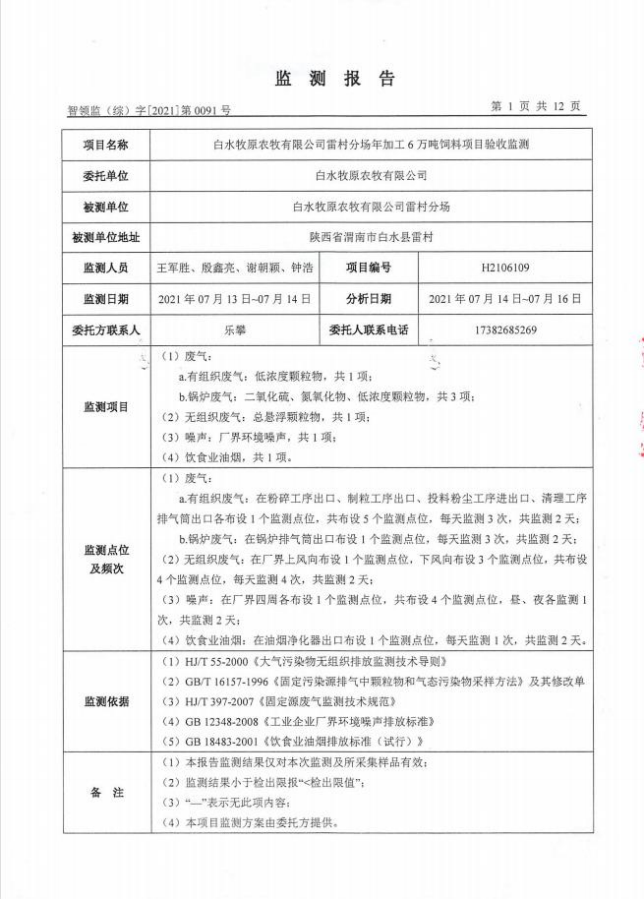 监 测 报 告
智领监（综）字[2021]第 0091 号
第 1 页 共 12 页
项目名称 白水牧原农牧有限公司雷村分场年加工 6 万吨饲料项目验收监测
委托单位 白水牧原农牧有限公司
被测单位 白水牧原农牧有限公司雷村分场
被测单位地址 陕西省渭南市白水县雷村
监测人员 王军胜、殷鑫亮、谢朝颖、钟浩 项目编号 H2106109
监测日期 2021 年 07 月 13 日~07 月 14 日 分析日期 2021 年 07 月 14 日~07 月 16 日
委托方联系人 乐攀 委托人联系电话 17382685269
监测项目
（1）废气：
a.有组织废气：低浓度颗粒物，共 1 项；
b.锅炉废气：二氧化硫、氮氧化物、低浓度颗粒物，共 3 项；
（2）无组织废气：总悬浮颗粒物，共 1 项；
（3）噪声：厂界环境噪声，共 1 项；
（4）饮食业油烟，共 1 项。
监测点位
及频次
（1）废气：
a.有组织废气：在粉碎工序出口、制粒工序出口、投料粉尘工序进出口、清理工序
排气筒出口各布设 1 个监测点位，共布设 5 个监测点位，每天监测 3 次，共监测 2 天；
b.锅炉废气：在锅炉排气筒出口布设 1 个监测点位，每天监测 3 次，共监测 2 天；
（2）无组织废气：在厂界上风向布设 1 个监测点位，下风向布设 3 个监测点位，共布设
4 个监测点位，每天监测 4 次，共监测 2 天；
（3）噪声：在厂界四周各布设 1 个监测点位，共布设 4 个监测点位，昼、夜各监测 1
次，共监测 2 天；
（4）饮食业油烟：在油烟净化器出口布设 1 个监测点位，每天监测 1 次，共监测 2 天。
监测依据
（1）HJ/T 55-2000《大气污染物无组织排放监测技术导则》
（2）GB/T 16157-1996《固定污染源排气中颗粒物和气态污染物采样方法》及其修改单
（3）HJ/T 397-2007《固定源废气监测技术规范》
（4）GB 12348-2008《工业企业厂界环境噪声排放标准》
（5）GB 18483-2001《饮食业油烟排放标准（试行）》
备 注
（1）本报告监测结果仅对本次监测及所采集样品有效；
（2）监测结果小于检出限报“<检出限值”；
（3）“—”表示无此项内容；
（4）本项目监测方案由委托方提供。